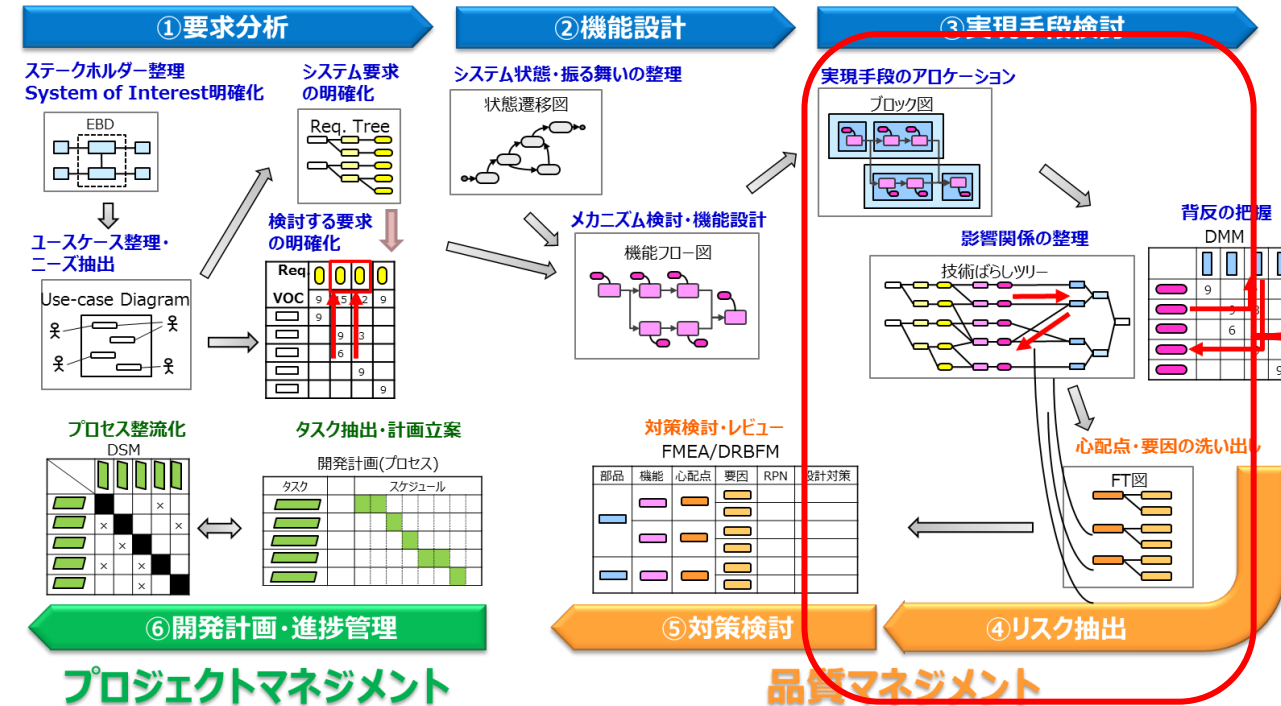 ①要求分析
②機能設計
③実現手段検討
ステークホルダー整理
System of Interest明確化
EBD
システム要求
の明確化
Req. Tree
ユースケース整理・
ニーズ抽出
Use-case Diagram
検討する要求
の明確化
Req.
VOC 9 15 12 9
9
9 3
6
9
9
システム状態・振る舞いの整理
状態遷移図
メカニズム検討・機能設計
機能フロー図
実現手段のアロケーション
ブロック図
影響関係の整理
技術ばらしツリー
背反の把握
DMM
9
6
9
プロセス整流化
DSM
×
× ×
×
× ×
×
タスク抽出・計画立案
開発計画(プロセス)
タスク スケジュール
対策検討・レビュー
FMEA/DRBFM
部品 機能 心配点 要因 RPN 設計対策
心配点・要因の洗い出し
FT図
⑥開発計画・進捗管理
⑤対策検討
④リスク抽出
プロジェクトマネジメント
品質マネジメント